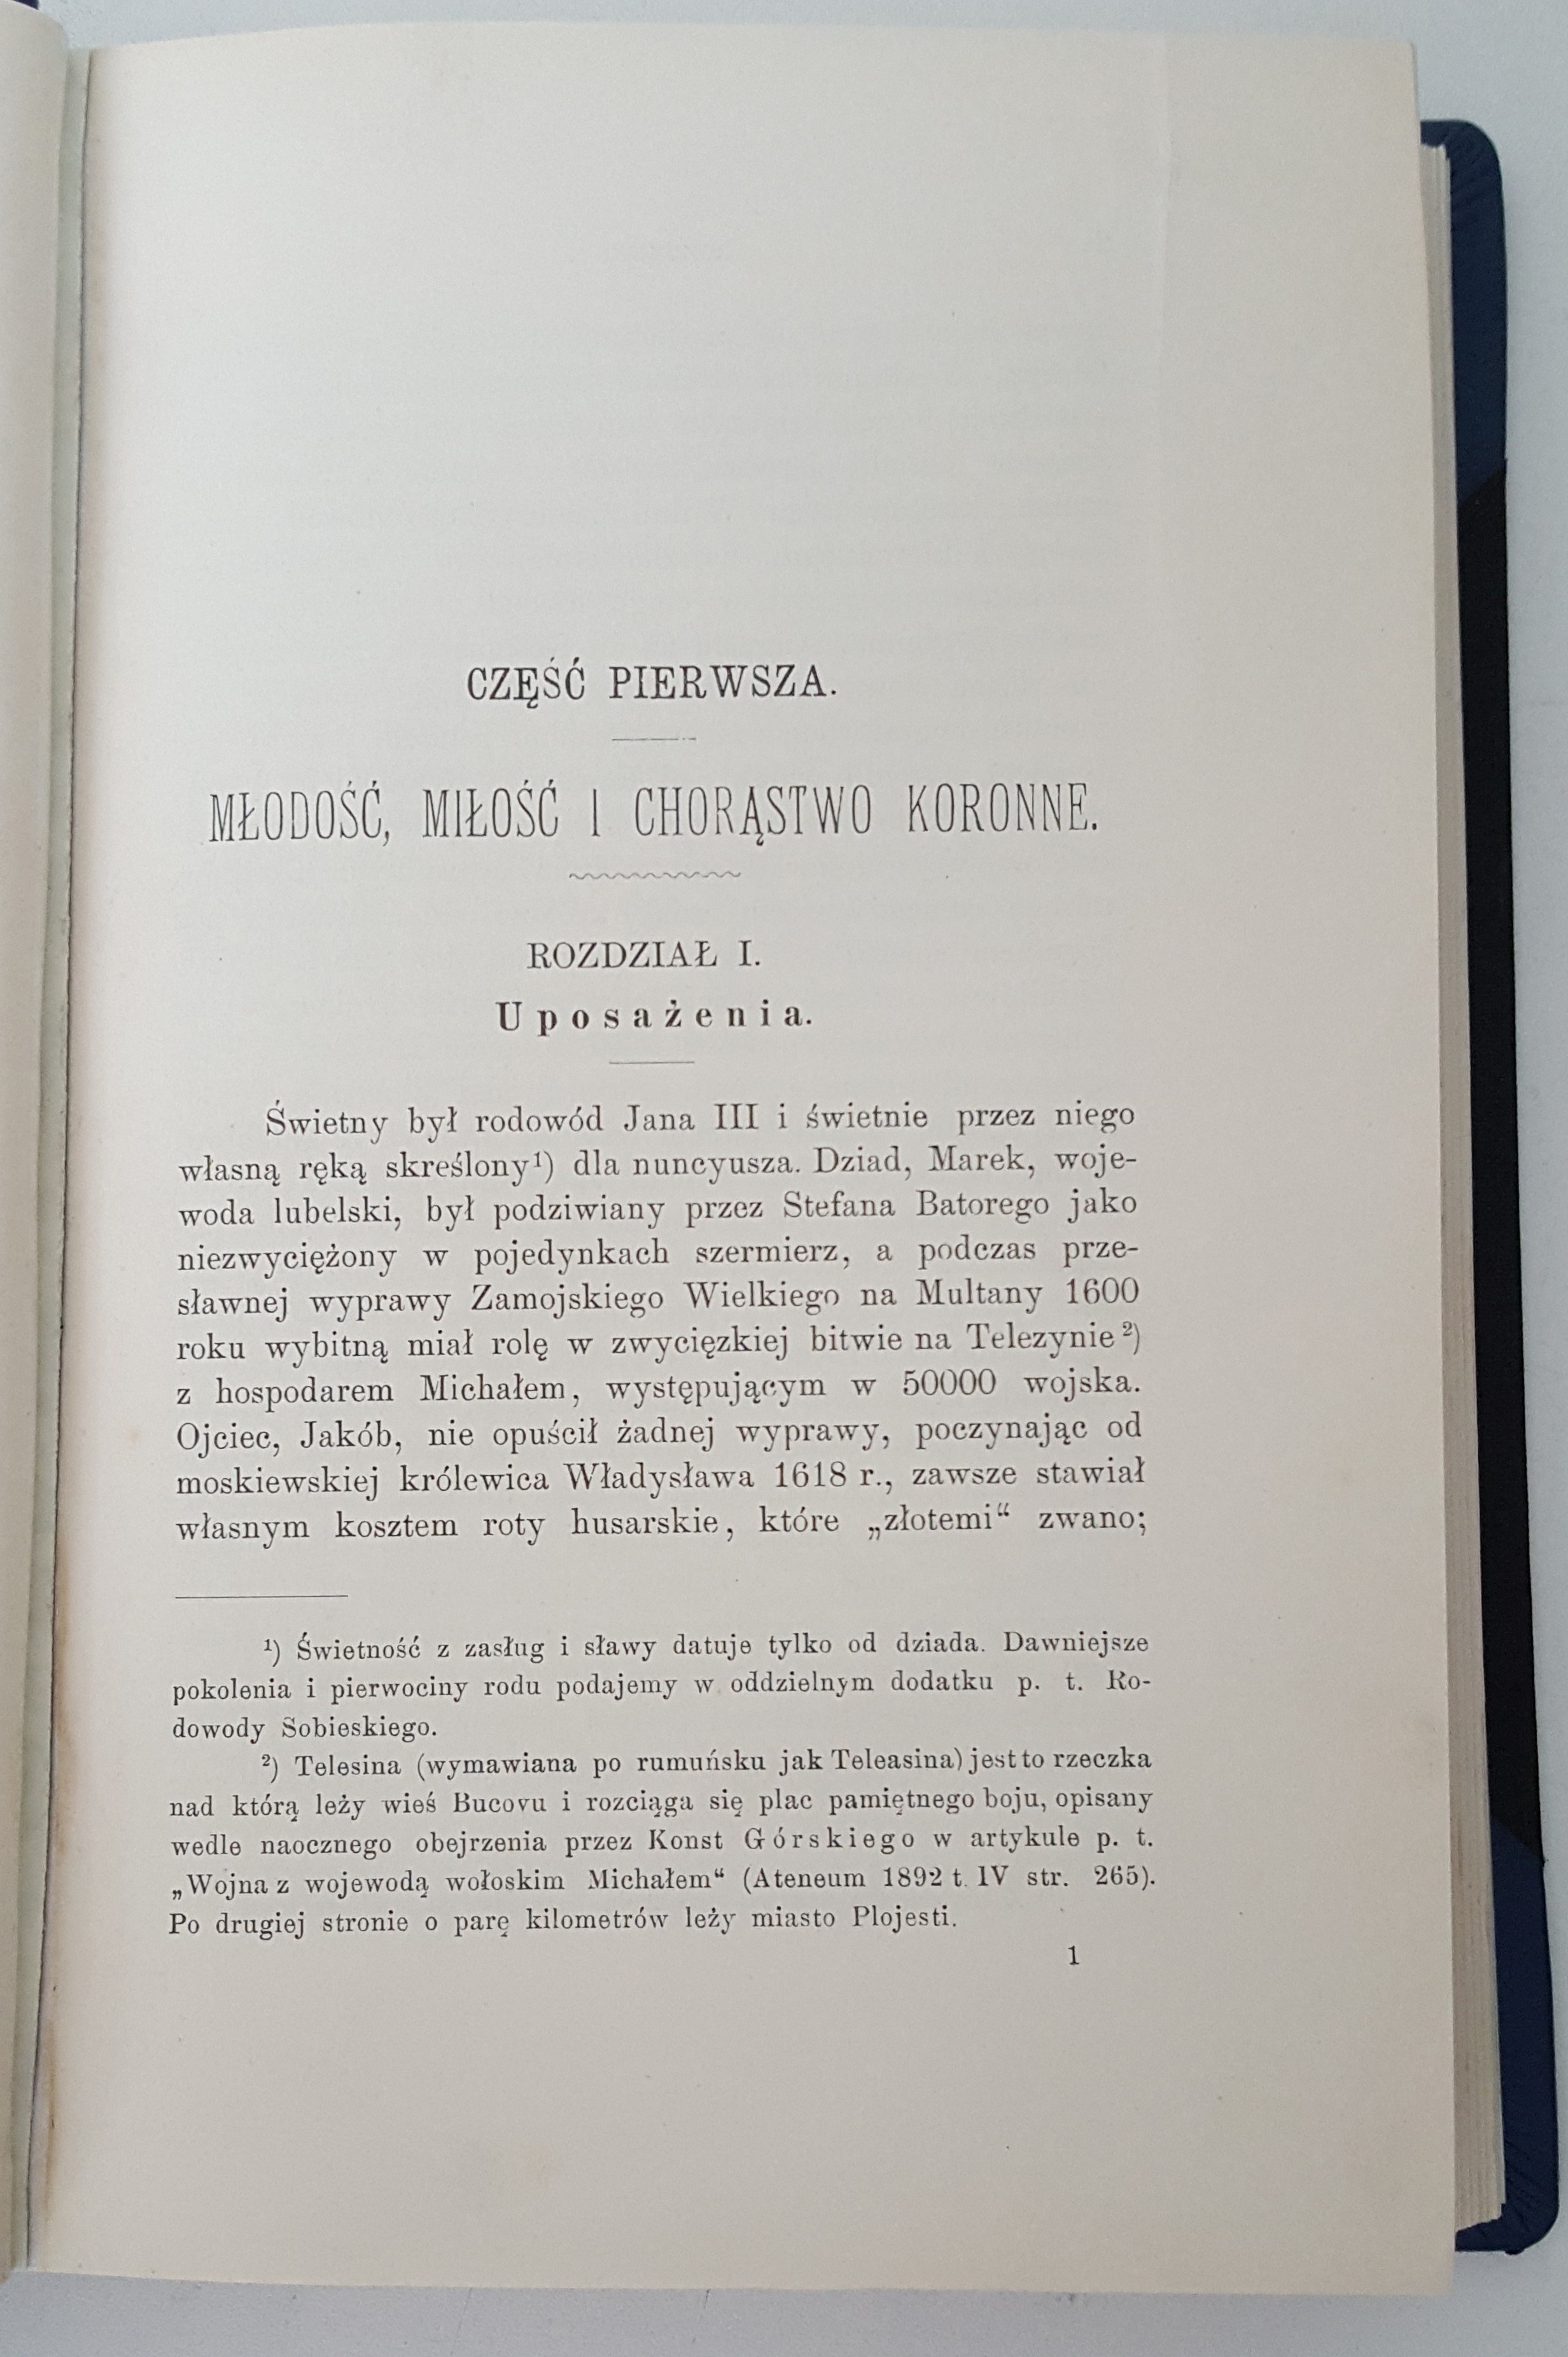 CZĘŚĆ PIERWSZA.
MŁODOŚĆ, MIŁOŚĆ I CHORĄSTWO KORONNE.
ROZDZIAŁ I.
Uposażenia.
Świetny był rodowód Jana III i świetnie przez niego
własną ręką skreślony¹) dla nuncyusza. Dziad, Marek, woje-
woda lubelski, był podziwiany przez Stefana Batorego jako
niezwyciężony w pojedynkach szermierz, a podczas prze-
sławnej wyprawy Zamojskiego Wielkiego na Multany 1600
roku wybitną miał rolę w zwycięzkiej bitwie na Telezynie²)
z hospodarem Michałem, występującym w 50000 wojska.
Ojciec, Jakób, nie opuścił żadnej wyprawy, poczynając od
moskiewskiej królewica Władysława 1618 r., zawsze stawiał
własnym kosztem roty husarskie, które „złotemi“ zwano;
¹) Świetność z zasług i sławy datuje tylko od dziada. Dawniejsze
pokolenia i pierwociny rodu podajemy w oddzielnym dodatku p. t. Ro-
dowody Sobieskiego.
²) Telesina (wymawiana po rumuńsku jak Teleasina) jest to rzeczka
nad którą leży wieś Bucovu i rozciąga się plac pamiętnego boju, opisany
wedle naocznego obejrzenia przez Konst Górskiego w artykule p. t.
„Wojna z wojewodą wołoskim Michałem“ (Ateneum 1892 t. IV str. 265).
Po drugiej stronie o parę kilometrów leży miasto Plojesti.
1